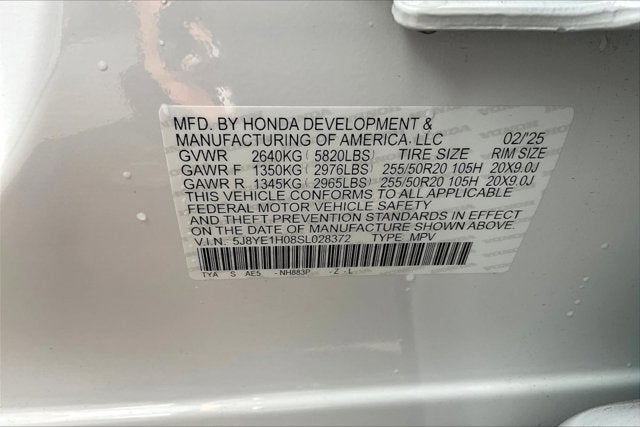 MFD. BY HONDA DEVELOPMENT &
MANUFACTURING OF AMERICA, LLC 02/'25
GVWR 2640KG ( 5820LBS) TIRE SIZE RIM SIZE
GAWR F 1350KG ( 2976LBS) 255/50R20 105H 20X9.0J
GAWR R 1345KG ( 2965LBS) 255/50R20 105H 20X9.0J
THIS VEHICLE CONFORMS TO ALL APPLICABLE
FEDERAL MOTOR VEHICLE SAFETY
AND THEFT PREVENTION STANDARDS IN EFFECT
ON THE DATE OF MANUFACTURE SHOWN ABOVE.
V.I.N. 5J8YE1H08SL028372 TYPE MPV
TYA S AE5 - NH883P - Z - L